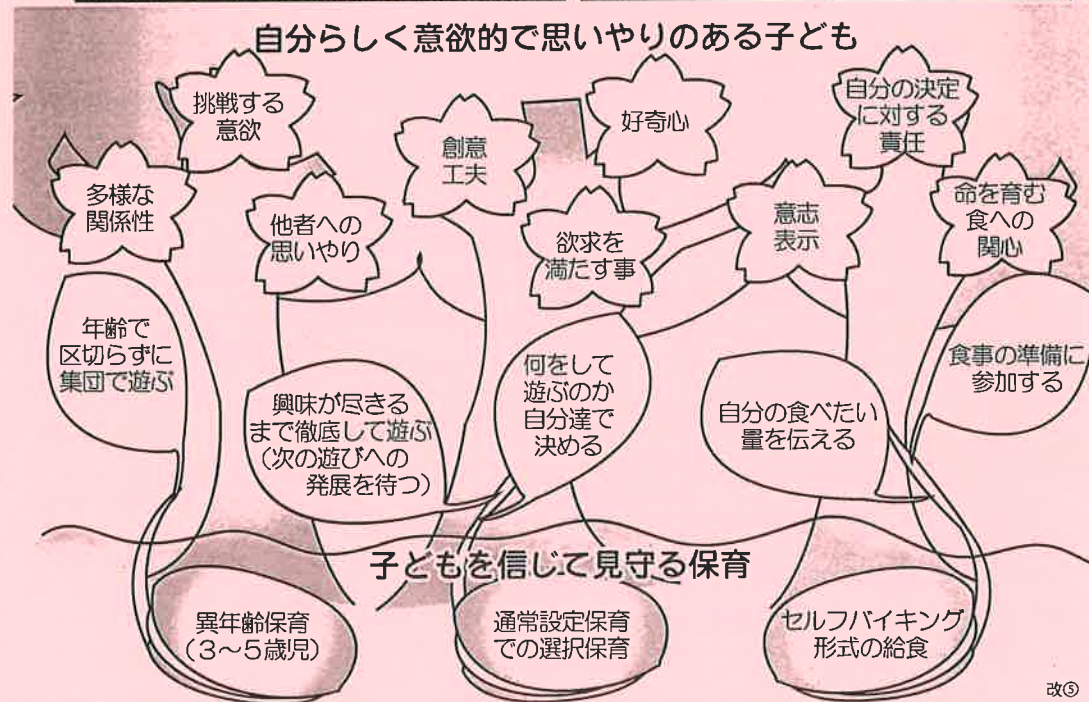 自分らしく意欲的で思いやりのある子ども
挑戦する
意欲
創意
工夫
好奇心
自分の決定
に対する
責任
多様な
関係性
他者への
思いやり
欲求を
満たす事
意志
表示
命を育む
食への
関心
年齢で
区切らずに
集団で遊ぶ
興味が尽きる
まで徹底して遊ぶ
(次の遊びへの
発展を待つ)
何をして
遊ぶのか
自分達で
決める
自分の食べたい
量を伝える
食事の準備に
参加する
子どもを信じて見守る保育
異年齢保育
(3～5歳児)
通常設定保育
での選択保育
セルフバイキング
形式の給食
改⑤